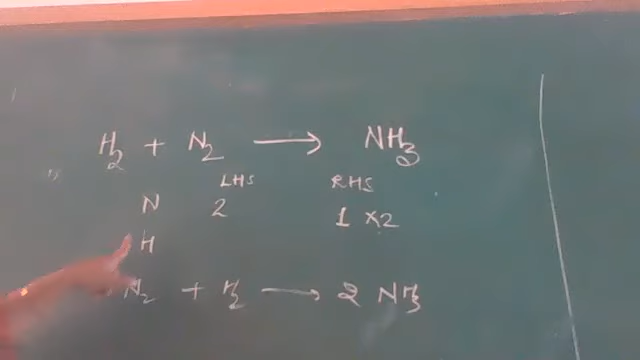 H₂ + N₂ → NH₃
LHS RHS
N 2 1 ×2
H
N₂ + H₂ → 2 NH₃